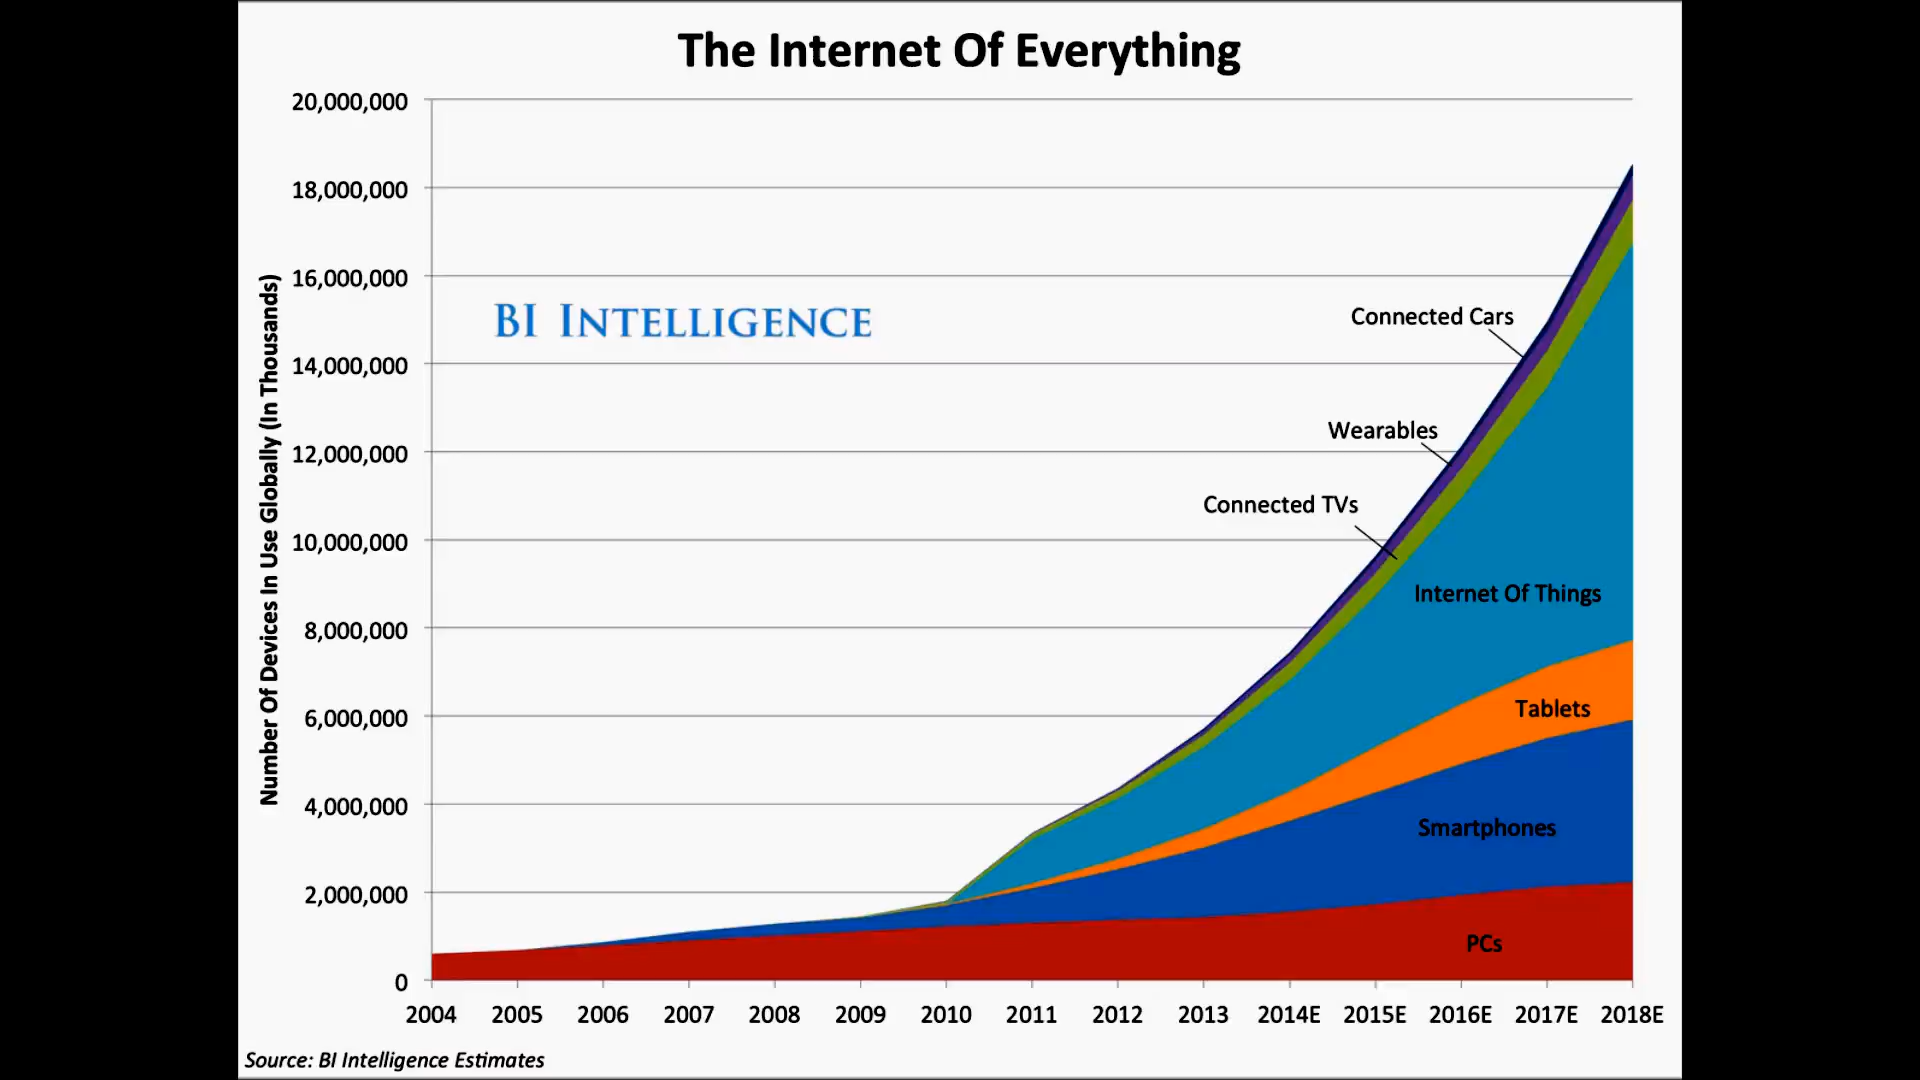 The Internet Of Everything
20,000,000
18,000,000
16,000,000
14,000,000
12,000,000
10,000,000
8,000,000
6,000,000
4,000,000
2,000,000
0
Number Of Devices In Use Globally (In Thousands)
BI INTELLIGENCE
Connected Cars
Wearables
Connected TVs
Internet Of Things
Tablets
Smartphones
PCs
2004 2005 2006 2007 2008 2009 2010 2011 2012 2013 2014E 2015E 2016E 2017E 2018E
Source: BI Intelligence Estimates